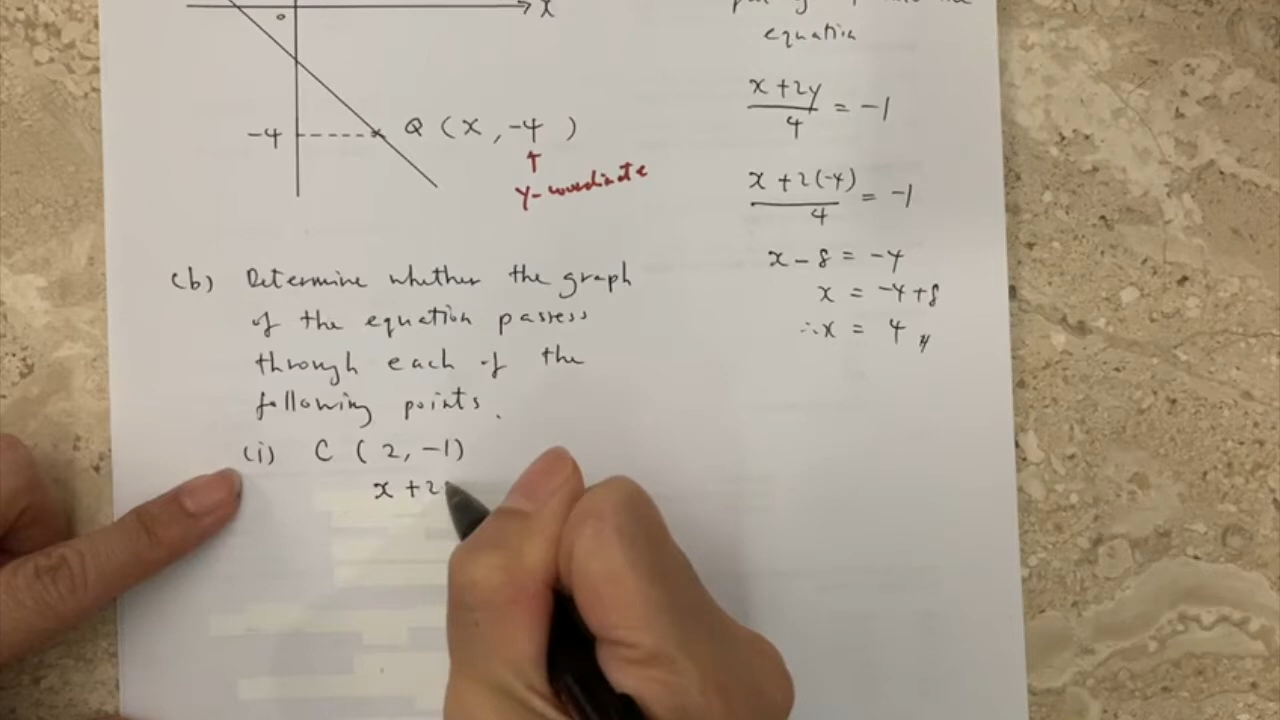 x
o
-4
Q (x, -4)
↑
y-coordinate
equation
x + 2y
4
= -1
x + 2(-4)
4
= -1
x - 8 = -4
x = -4+8
∴x = 4 //
(b) Determine whether the graph
of the equation passess
through each of the
following points.
(i) C (2, -1)
x + 2